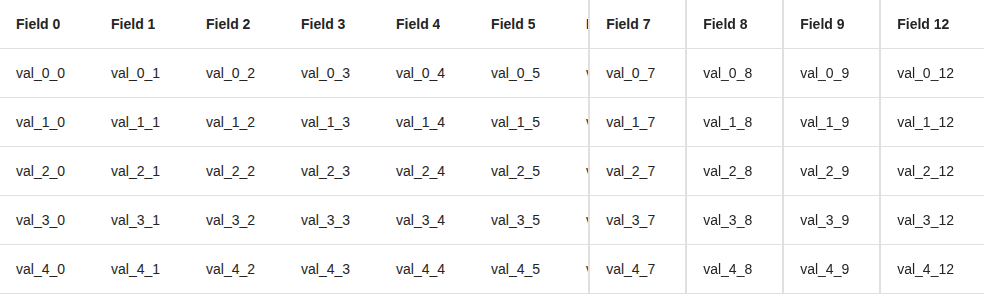 Field 0 Field 1 Field 2 Field 3 Field 4 Field 5 Field 7 Field 8 Field 9 Field 12
val_0_0 val_0_1 val_0_2 val_0_3 val_0_4 val_0_5 val_0_7 val_0_8 val_0_9 val_0_12
val_1_0 val_1_1 val_1_2 val_1_3 val_1_4 val_1_5 val_1_7 val_1_8 val_1_9 val_1_12
val_2_0 val_2_1 val_2_2 val_2_3 val_2_4 val_2_5 val_2_7 val_2_8 val_2_9 val_2_12
val_3_0 val_3_1 val_3_2 val_3_3 val_3_4 val_3_5 val_3_7 val_3_8 val_3_9 val_3_12
val_4_0 val_4_1 val_4_2 val_4_3 val_4_4 val_4_5 val_4_7 val_4_8 val_4_9 val_4_12